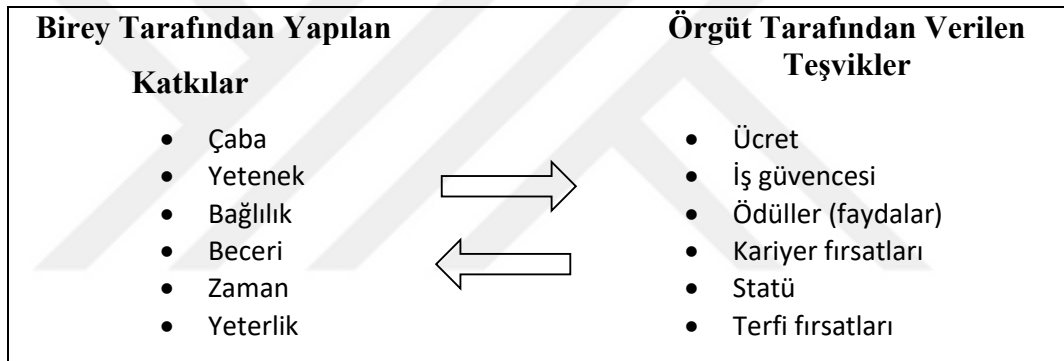 Birey Tarafından Yapılan
Katkılar
• Çaba
• Yetenek
• Bağlılık
• Beceri
• Zaman
• Yeterlik
Örgüt Tarafından Verilen
Teşvikler
• Ücret
• İş güvencesi
• Ödüller (faydalar)
• Kariyer fırsatları
• Statü
• Terfi fırsatları